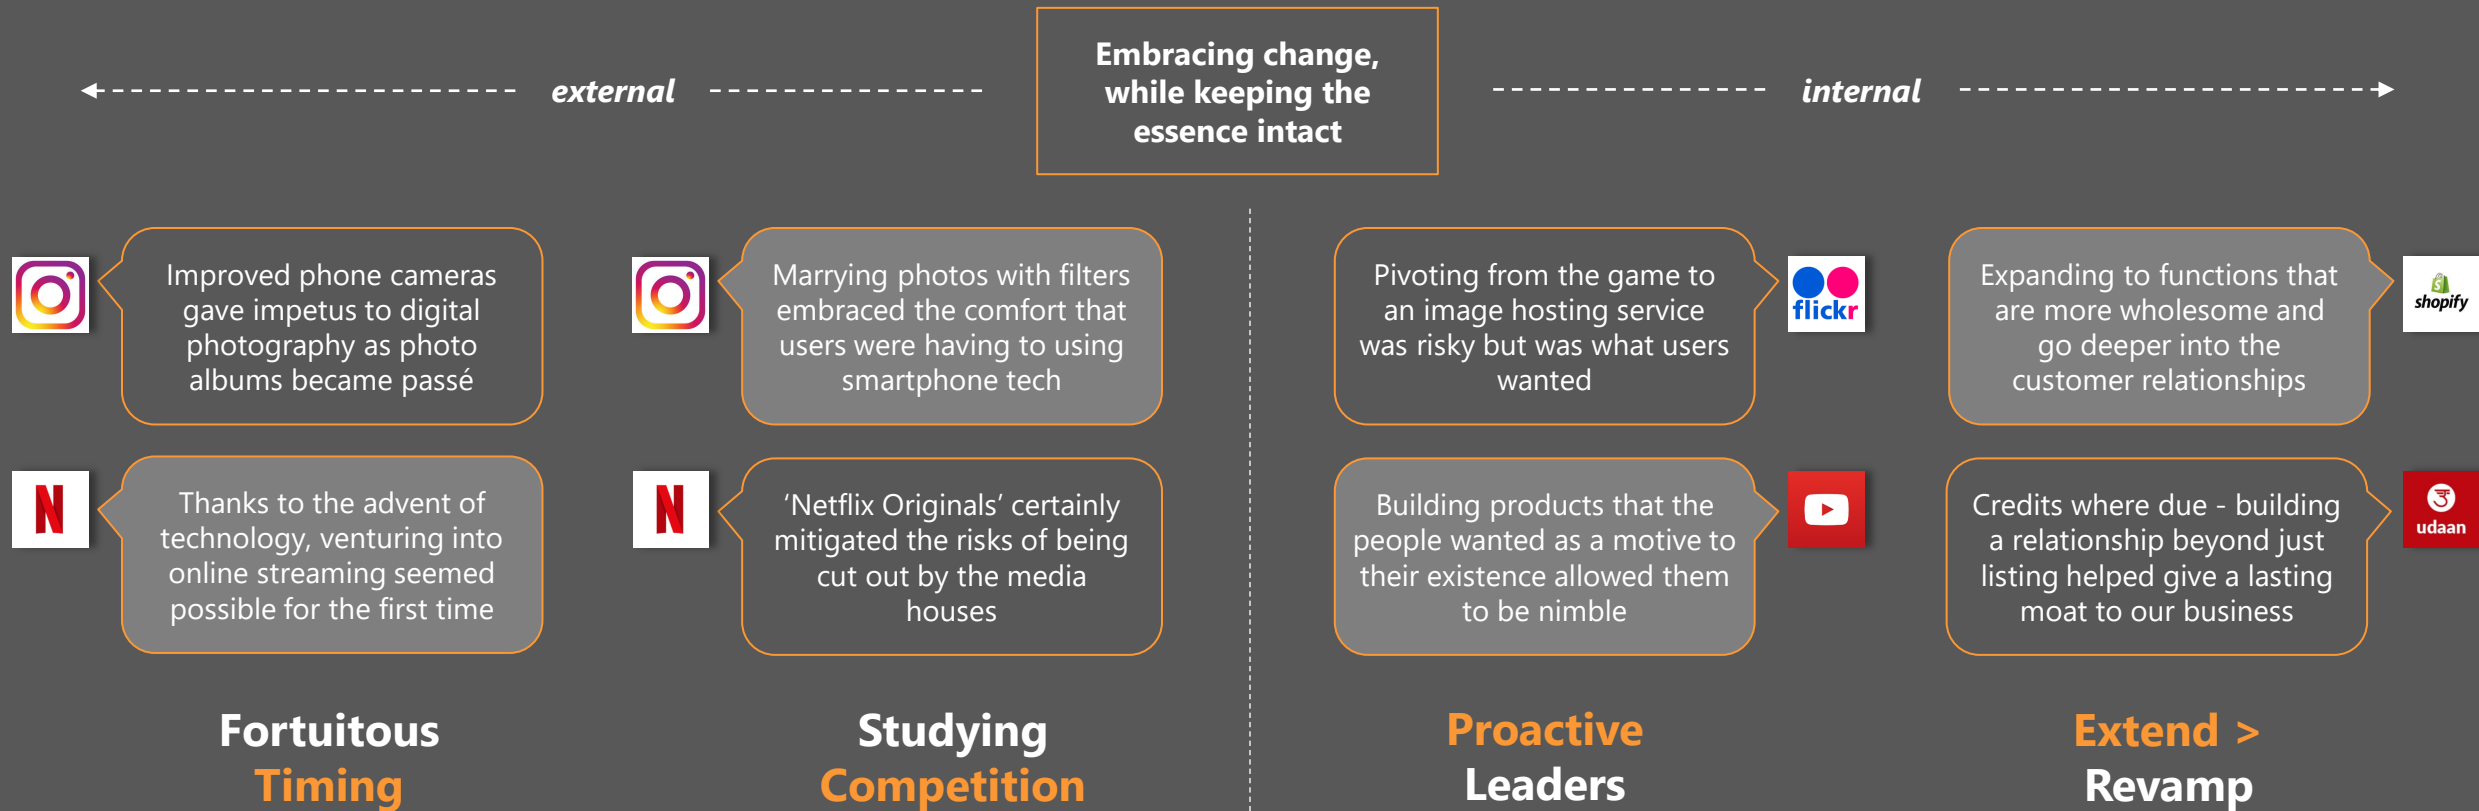 Embracing change,
while keeping the
essence intact
external
internal
Improved phone cameras
gave impetus to digital
photography as photo
albums became passé
Marrying photos with filters
embraced the comfort that
users were having to using
smartphone tech
Pivoting from the game to
an image hosting service
was risky but was what users
wanted
flickr
Expanding to functions that
are more wholesome and
go deeper into the
customer relationships
shopify
N
Thanks to the advent of
technology, venturing into
online streaming seemed
possible for the first time
N
‘Netflix Originals’ certainly
mitigated the risks of being
cut out by the media
houses
Building products that the
people wanted as a motive to
their existence allowed them
to be nimble
Credits where due - building
a relationship beyond just
listing helped give a lasting
moat to our business
उ
udaan
Fortuitous
Timing
Studying
Competition
Proactive
Leaders
Extend >
Revamp